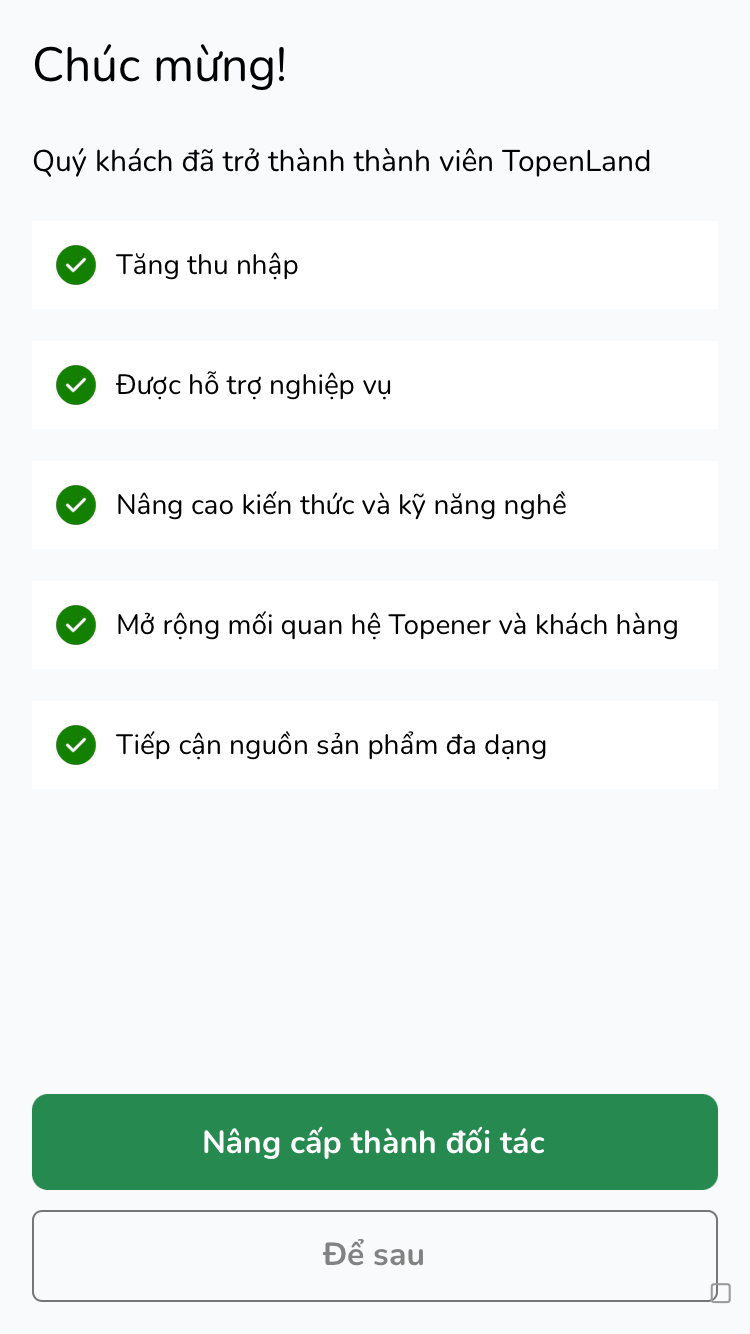 Chúc mừng!
Quý khách đã trở thành thành viên TopenLand
Tăng thu nhập
Được hỗ trợ nghiệp vụ
Nâng cao kiến thức và kỹ năng nghề
Mở rộng mối quan hệ Topener và khách hàng
Tiếp cận nguồn sản phẩm đa dạng
Nâng cấp thành đối tác
Để sau